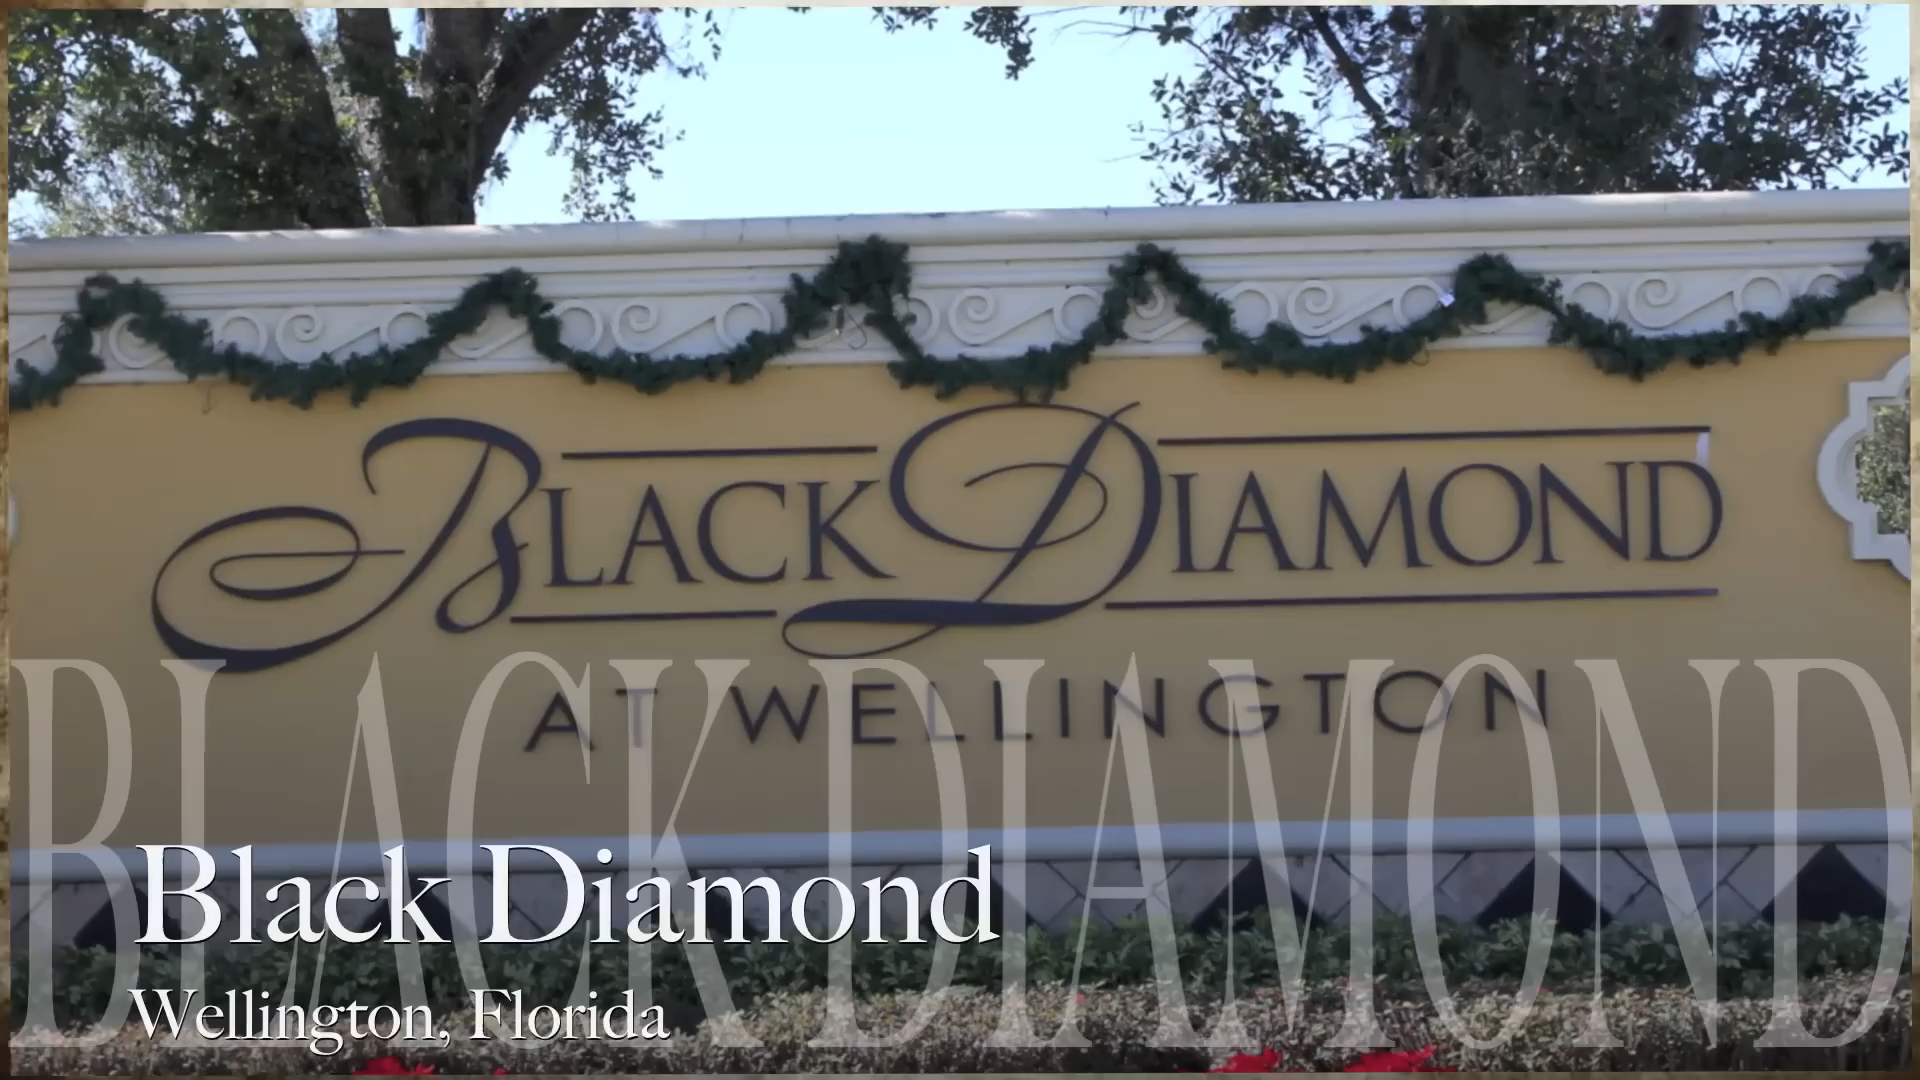 BLACK DIAMOND
AT WELLINGTON
BLACK DIAMOND
Black Diamond
Wellington, Florida